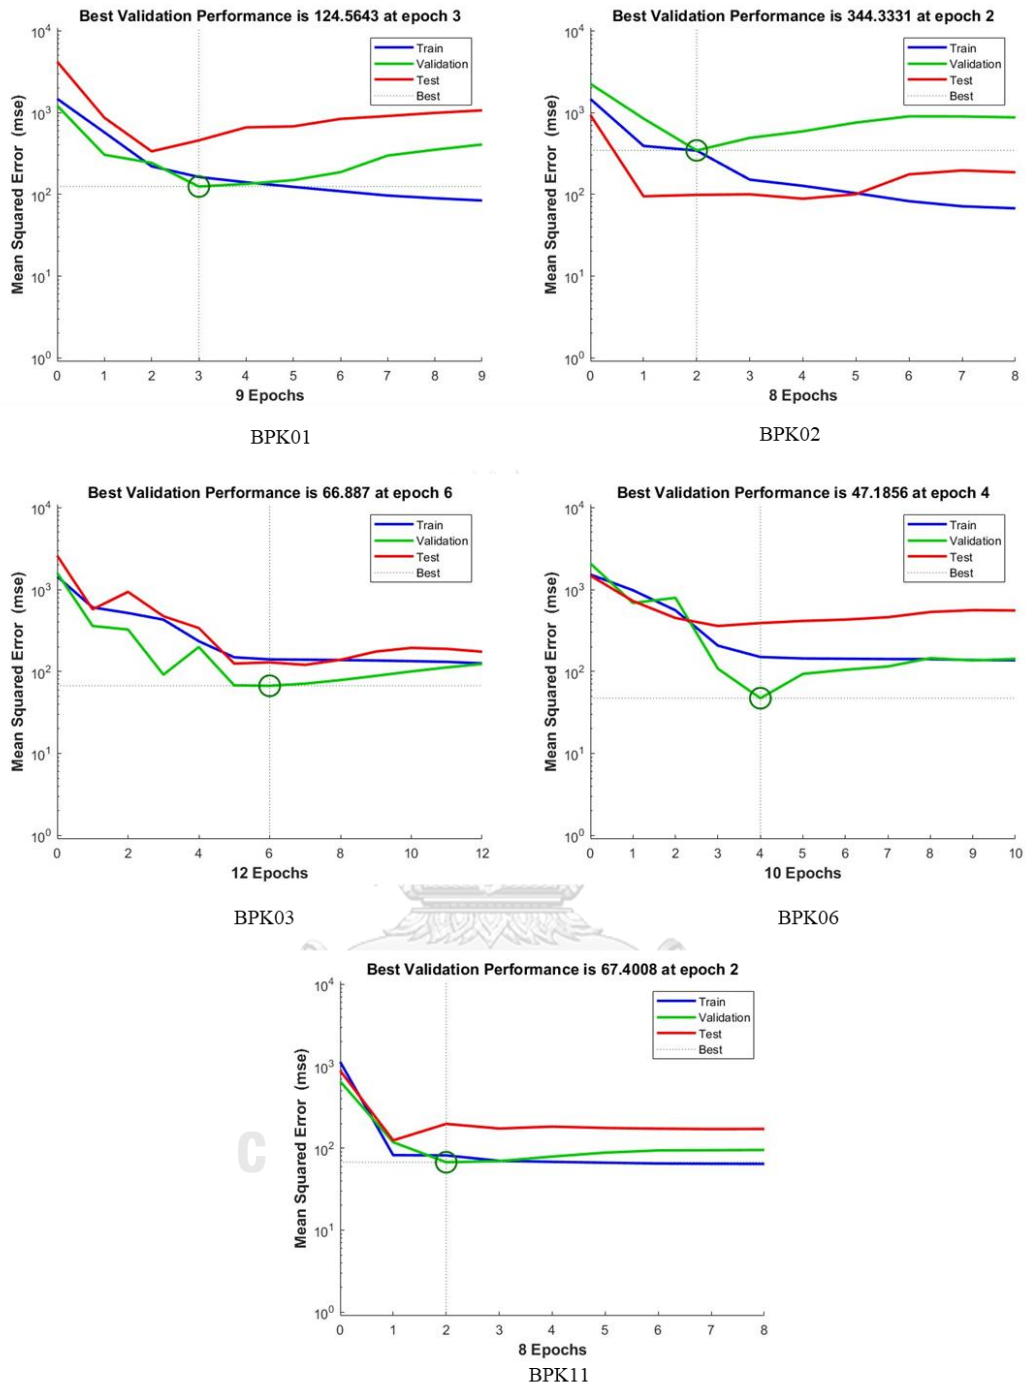 Best Validation Performance is 124.5643 at epoch 3
Mean Squared Error (mse)
10^4
10^3
10^2
10^1
10^0
Train
Validation
Test
Best
0 1 2 3 4 5 6 7 8 9
9 Epochs
BPK01
Best Validation Performance is 344.3331 at epoch 2
Mean Squared Error (mse)
10^4
10^3
10^2
10^1
10^0
Train
Validation
Test
Best
0 1 2 3 4 5 6 7 8
8 Epochs
BPK02
Best Validation Performance is 66.887 at epoch 6
Mean Squared Error (mse)
10^4
10^3
10^2
10^1
10^0
Train
Validation
Test
Best
0 2 4 6 8 10 12
12 Epochs
BPK03
Best Validation Performance is 47.1856 at epoch 4
Mean Squared Error (mse)
10^4
10^3
10^2
10^1
10^0
Train
Validation
Test
Best
0 1 2 3 4 5 6 7 8 9 10
10 Epochs
BPK06
Best Validation Performance is 67.4008 at epoch 2
Mean Squared Error (mse)
10^4
10^3
10^2
10^1
10^0
Train
Validation
Test
Best
0 1 2 3 4 5 6 7 8
8 Epochs
BPK11
C